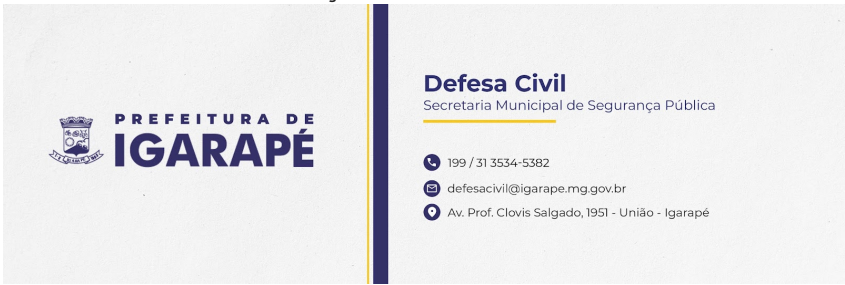 PREFEITURA DE
IGARAPÉ
Defesa Civil
Secretaria Municipal de Segurança Pública
199 / 31 3534-5382
defesacivil@igarape.mg.gov.br
Av. Prof. Clovis Salgado, 1951 - União - Igarapé